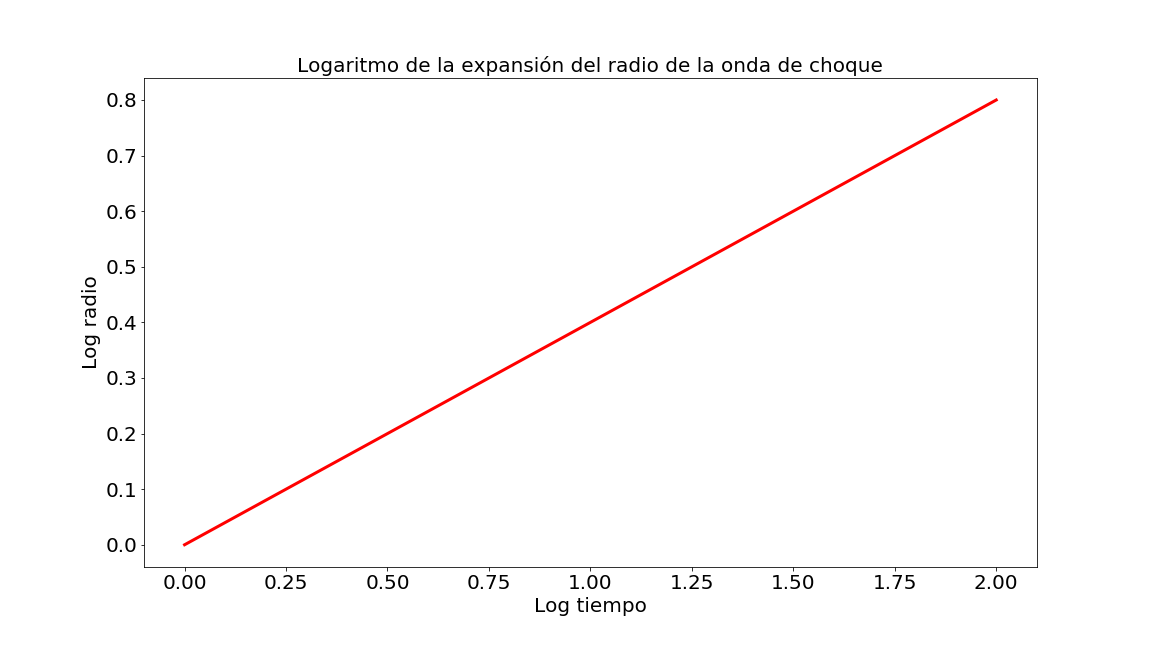 Logaritmo de la expansión del radio de la onda de choque
0.8
0.7
0.6
0.5
0.4
0.3
0.2
0.1
0.0
Log radio
0.00 0.25 0.50 0.75 1.00 1.25 1.50 1.75 2.00
Log tiempo